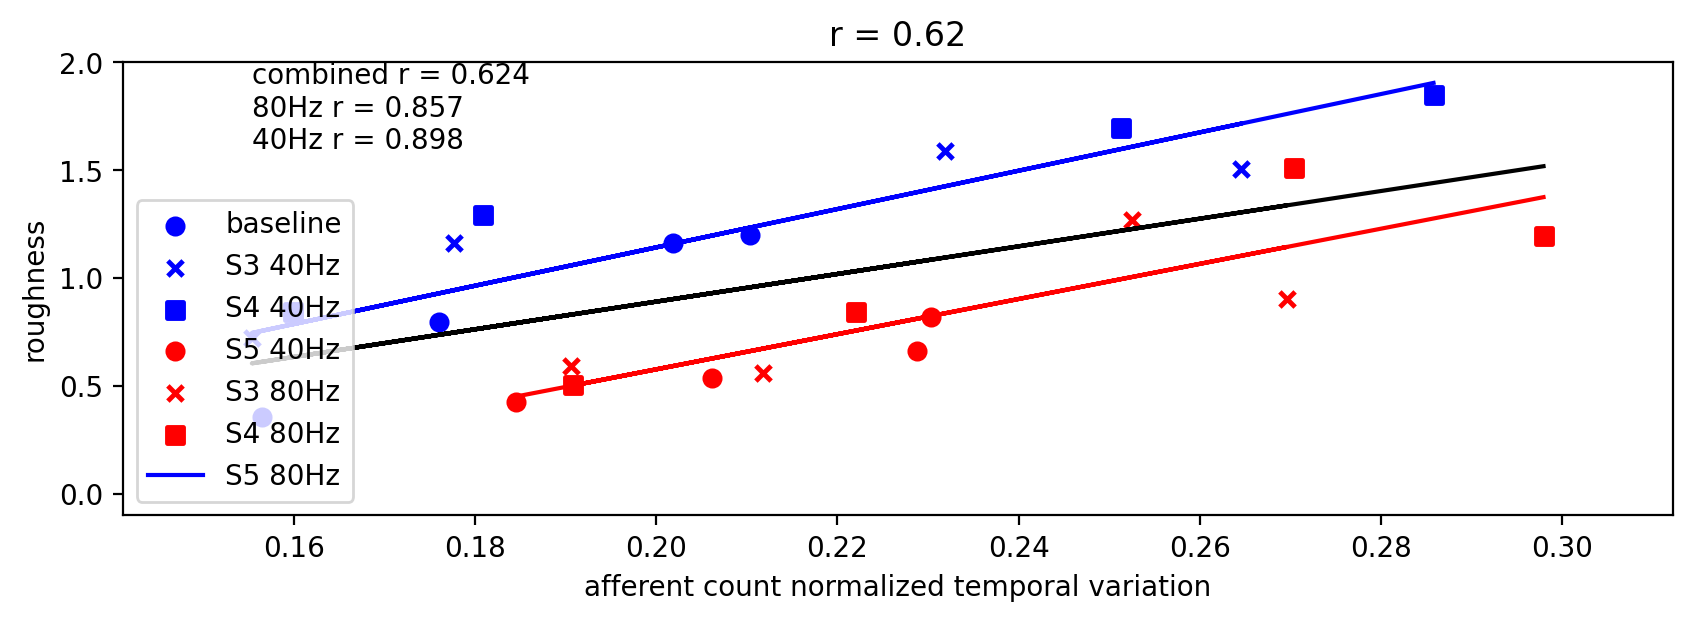 r = 0.62
combined r = 0.624
80Hz r = 0.857
40Hz r = 0.898
2.0
1.5
1.0
0.5
0.0
roughness
baseline
S3 40Hz
S4 40Hz
S5 40Hz
S3 80Hz
S4 80Hz
S5 80Hz
0.16 0.18 0.20 0.22 0.24 0.26 0.28 0.30
afferent count normalized temporal variation